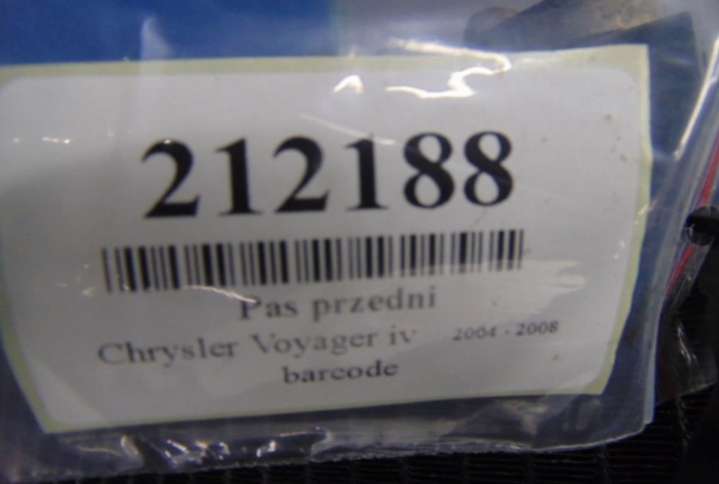 212188
Pas przedni
Chrysler Voyager iv 2004 - 2008
barcode